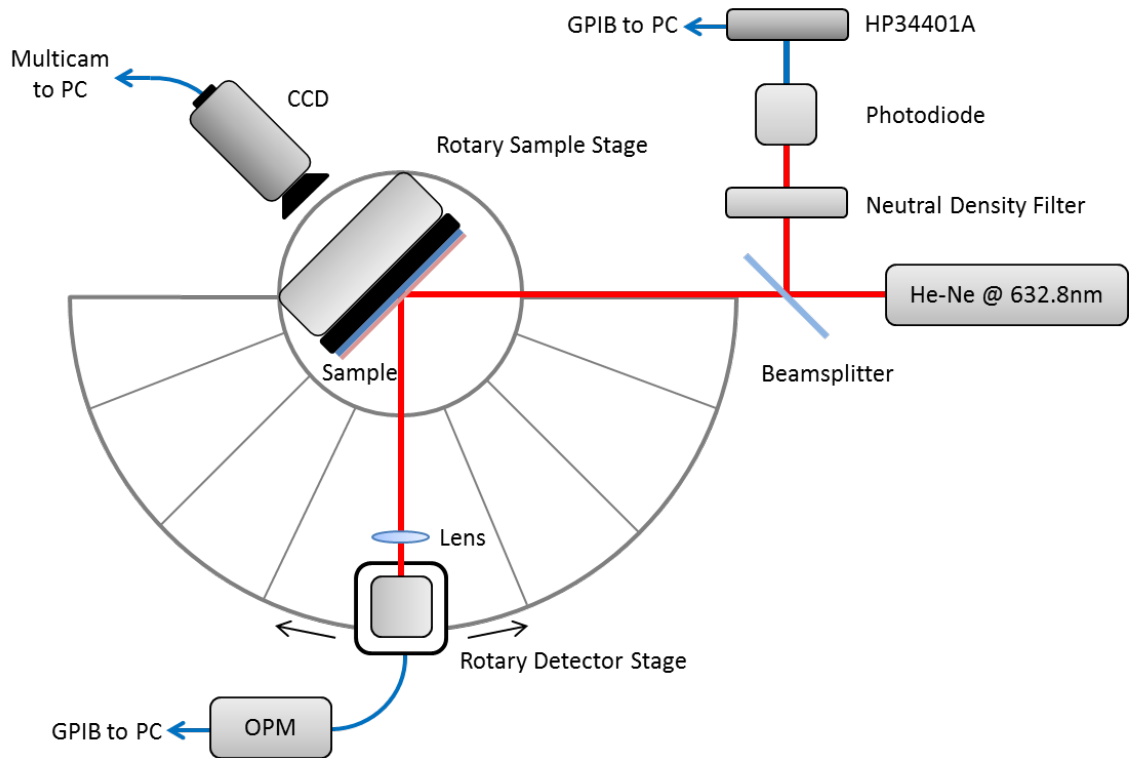 GPIB to PC
HP34401A
Multicam
to PC
CCD
Photodiode
Rotary Sample Stage
Neutral Density Filter
He-Ne @ 632.8nm
Sample
Beamsplitter
Lens
Rotary Detector Stage
GPIB to PC
OPM